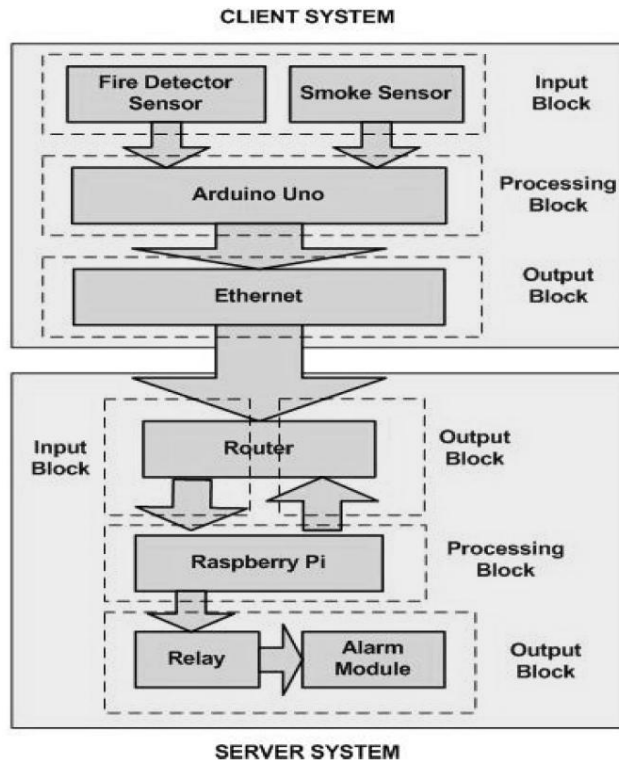 CLIENT SYSTEM
Fire Detector
Sensor
Smoke Sensor
Input
Block
Arduino Uno
Processing
Block
Ethernet
Output
Block
Input
Block
Router
Output
Block
Raspberry Pi
Processing
Block
Relay
Alarm
Module
Output
Block
SERVER SYSTEM